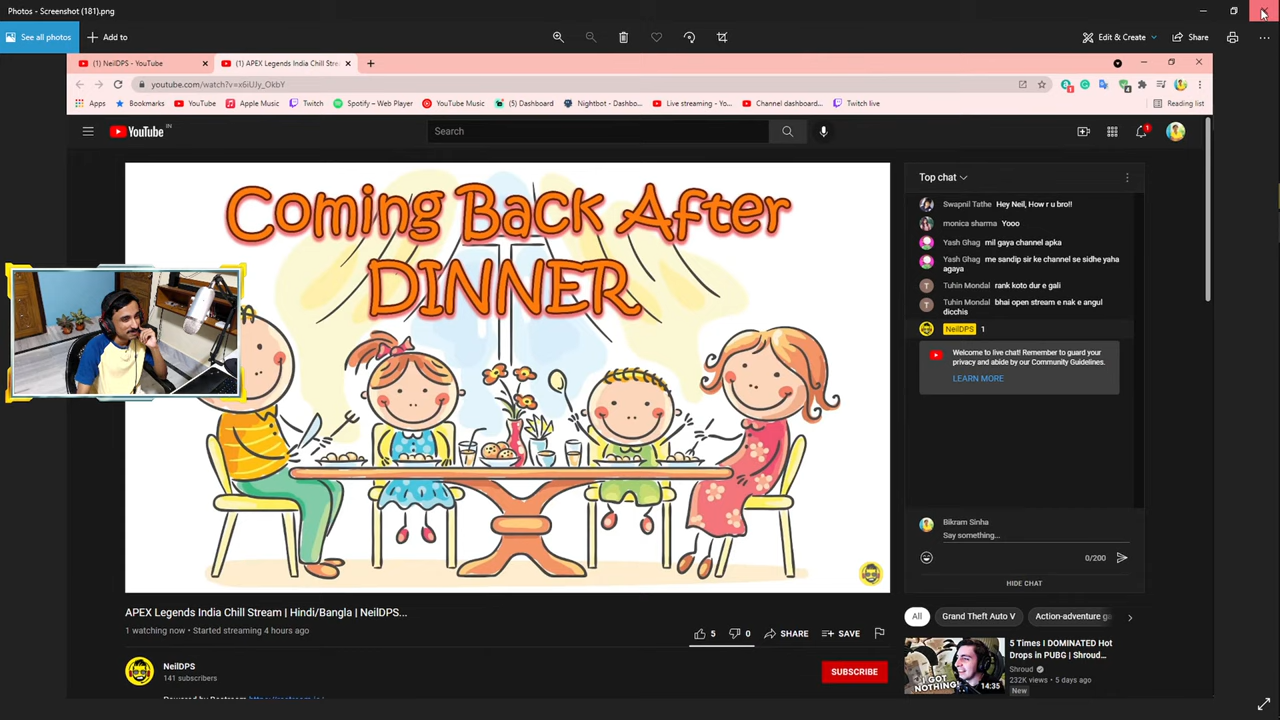 Photos - Screenshot (181).png
See all photos
Add to
Edit & Create
Share
(1) NeilDPS - YouTube
(1) APEX Legends India Chill Stre
youtube.com/watch?v=x6iUJy_OkbY
Apps
Bookmarks
YouTube
Apple Music
Twitch
Spotify – Web Player
YouTube Music
(5) Dashboard
Nightbot - Dashbo...
Live streaming - Yo...
Channel dashboard...
Twitch live
Reading list
YouTube IN
Search
Coming Back After
DINNER
Top chat
Swapnil Tathe Hey Neil, How r u bro!!
monica sharma Yooo
Yash Ghag mil gaya channel apka
Yash Ghag me sandip sir ke channel se sidhe yaha
agaya
Tuhin Mondal rank koto dur e gali
Tuhin Mondal bhai open stream e nak e angul
dicchis
NeilDPS 1
Welcome to live chat! Remember to guard your
privacy and abide by our Community Guidelines.
LEARN MORE
Bikram Sinha
Say something...
0/200
HIDE CHAT
APEX Legends India Chill Stream | Hindi/Bangla | NeilDPS...
1 watching now • Started streaming 4 hours ago
5
0
SHARE
SAVE
NeilDPS
141 subscribers
SUBSCRIBE
All
Grand Theft Auto V
Action-adventure ga
5 Times I DOMINATED Hot
Drops in PUBG | Shroud...
Shroud
232K views • 5 days ago
New
I GOT
NOTHING!
14:35